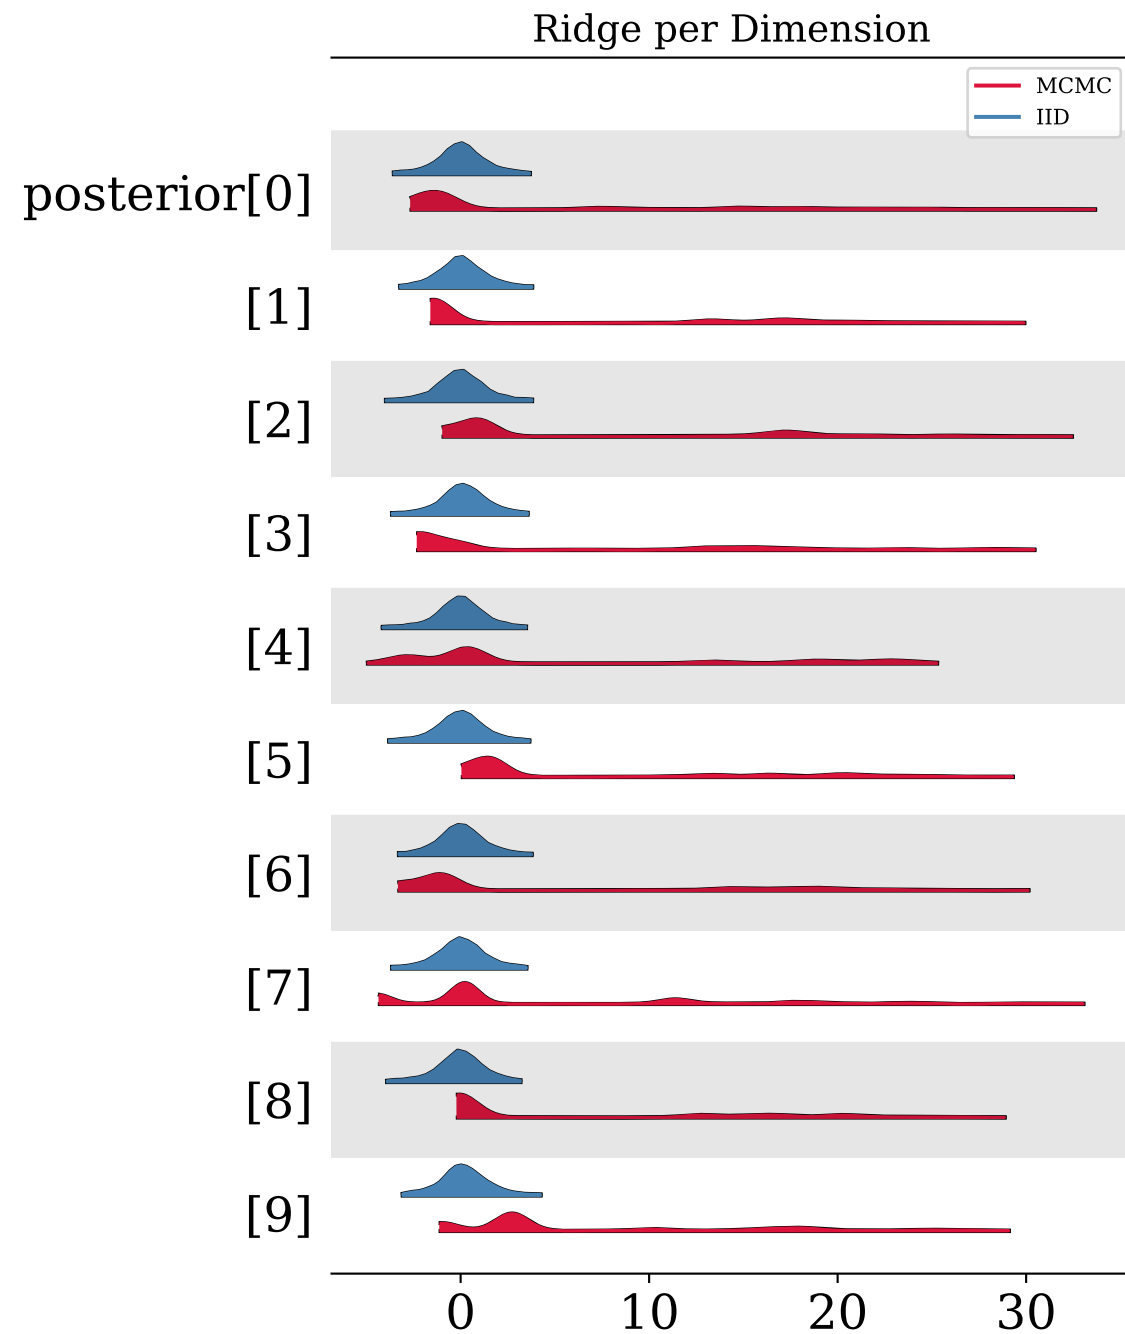 Ridge per Dimension
MCMC
IID
posterior[0]
[1]
[2]
[3]
[4]
[5]
[6]
[7]
[8]
[9]
0 10 20 30